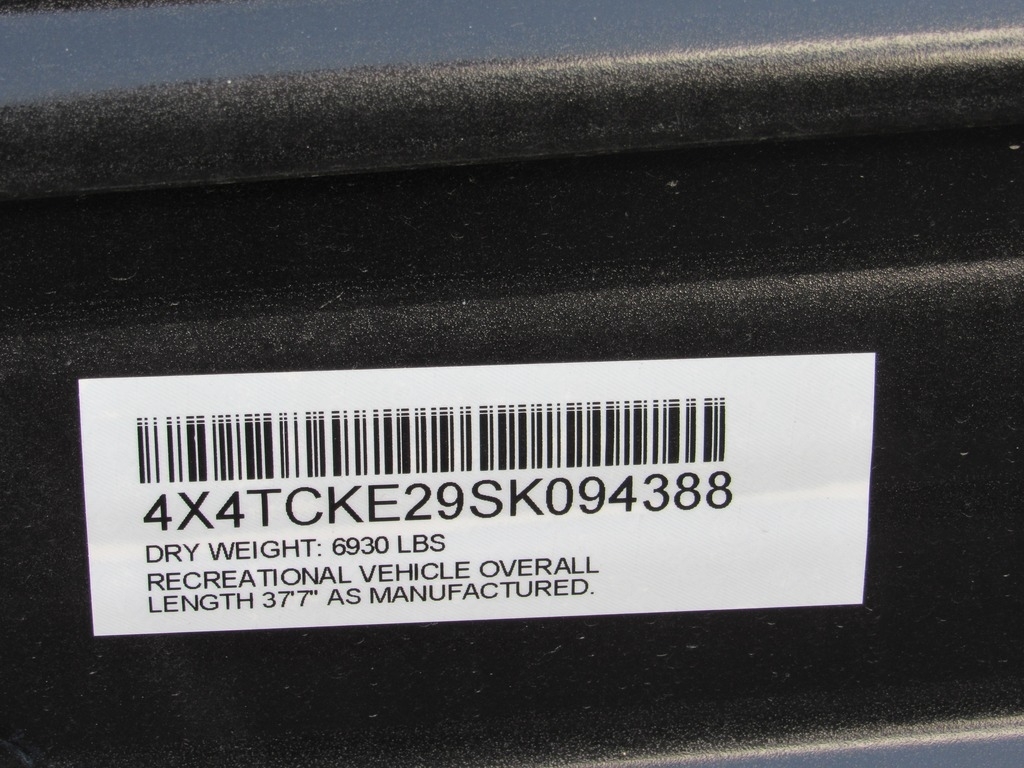 4X4TCKE29SK094388
DRY WEIGHT: 6930 LBS
RECREATIONAL VEHICLE OVERALL
LENGTH 37'7" AS MANUFACTURED.